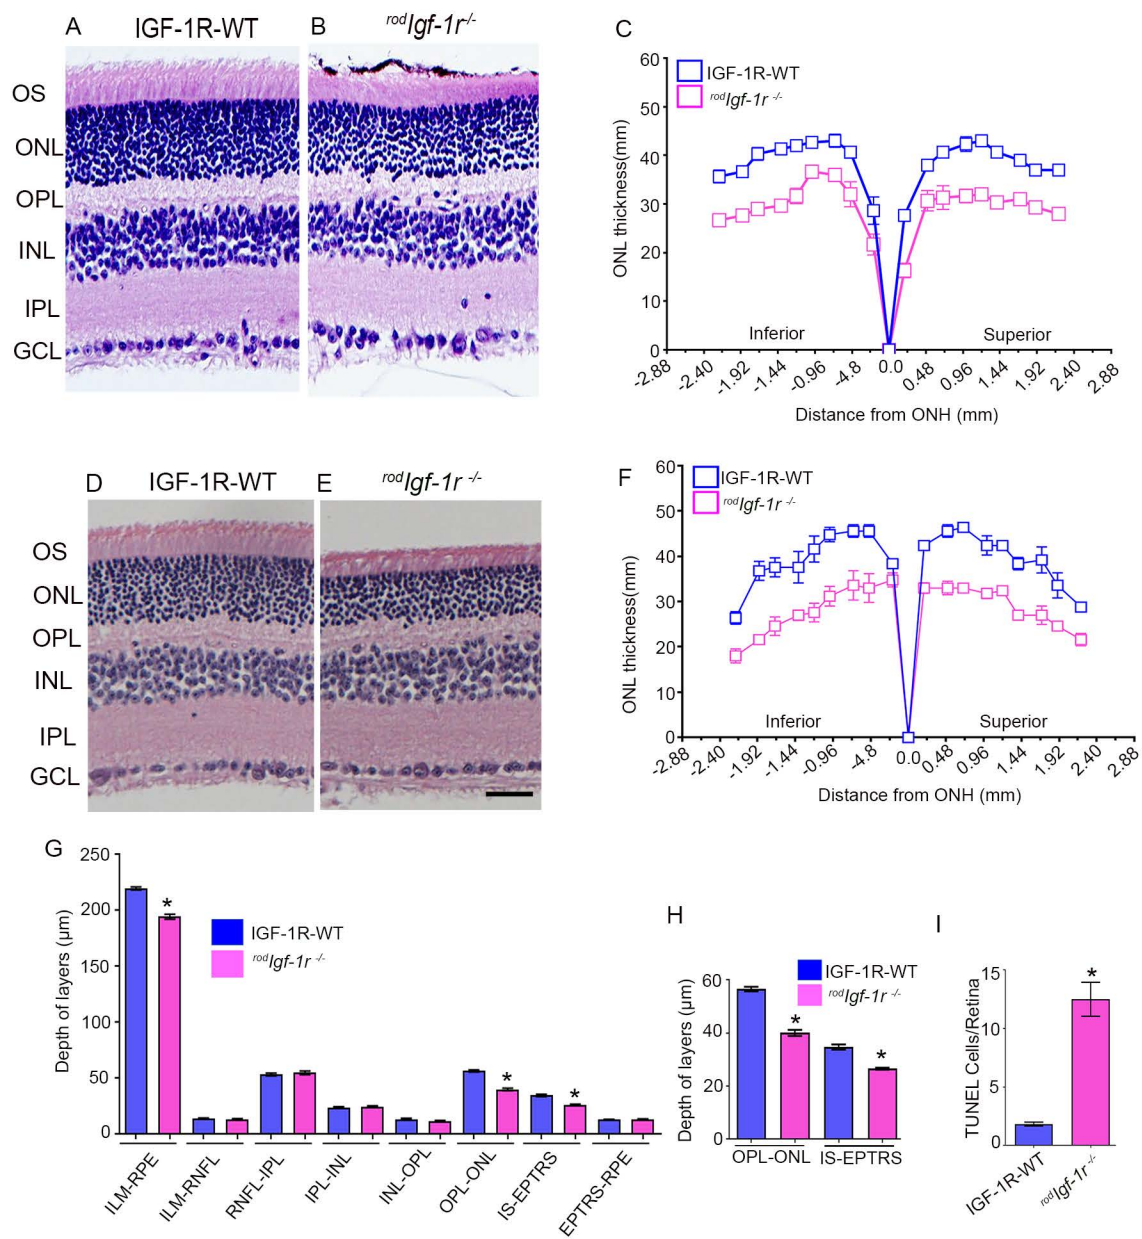 A IGF-1R-WT B rodIgf-1r-/-
OS
ONL
OPL
INL
IPL
GCL
C
IGF-1R-WT
rodIgf-1r -/-
ONL thickness(mm)
60
50
40
30
20
10
0
Inferior Superior
-2.88 -2.40 -1.92 -1.44 -0.96 -4.8 0.0 0.48 0.96 1.44 1.92 2.40 2.88
Distance from ONH (mm)
D IGF-1R-WT E rodIgf-1r -/-
OS
ONL
OPL
INL
IPL
GCL
F
IGF-1R-WT
rodIgf-1r -/-
ONL thickness(mm)
60
50
40
30
20
10
0
Inferior Superior
-2.88 -2.40 -1.92 -1.44 -0.96 -4.8 0.0 0.48 0.96 1.44 1.92 2.40 2.88
Distance from ONH (mm)
G
IGF-1R-WT
rodIgf-1r -/-
Depth of layers (µm)
250
200
150
100
50
0
* * *
ILM-RPE ILM-RNFL RNFL-IPL IPL-INL INL-OPL OPL-ONL IS-EPTRS EPTRS-RPE
H
IGF-1R-WT
rodIgf-1r -/-
Depth of layers (µm)
60
40
20
0
* *
OPL-ONL IS-EPTRS
I
TUNEL Cells/Retina
15
10
5
0
*
IGF-1R-WT rodIgf-1r-/-